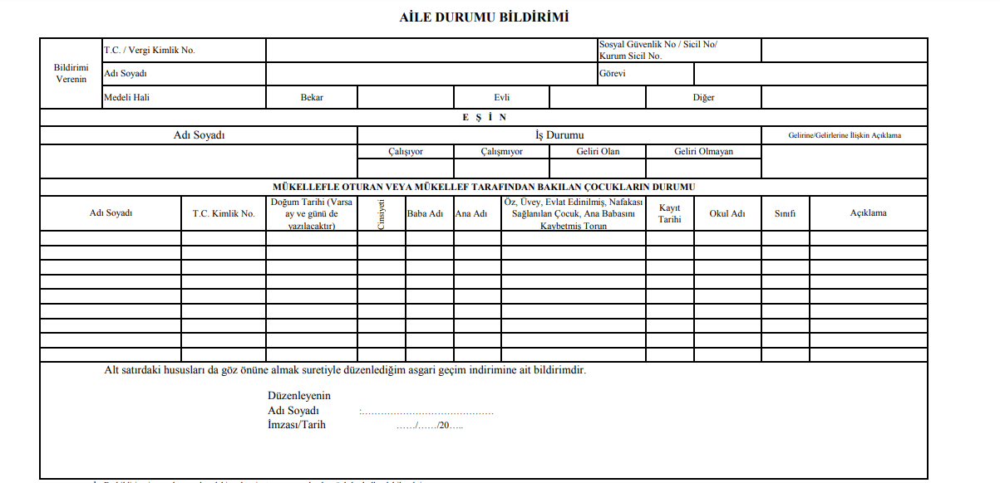 AİLE DURUMU BİLDİRİMİ
Bildirimi
Verenin
T.C. / Vergi Kimlik No.
Sosyal Güvenlik No / Sicil No/
Kurum Sicil No.
Adı Soyadı
Görevi
Medeli Hali
Bekar
Evli
Diğer
E Ş İ N
Adı Soyadı
İş Durumu
Gelirine/Gelirlerine İlişkin Açıklama
Çalışıyor
Çalışmıyor
Geliri Olan
Geliri Olmayan
MÜKELLEFLE OTURAN VEYA MÜKELLEF TARAFINDAN BAKILAN ÇOCUKLARIN DURUMU
Adı Soyadı
T.C. Kimlik No.
Doğum Tarihi (Varsa
ay ve günü de
yazılacaktır)
Cinsiyeti
Baba Adı
Ana Adı
Öz, Üvey, Evlat Edinilmiş, Nafakası
Sağlanılan Çocuk, Ana Babasını
Kaybetmiş Torun
Kayıt
Tarihi
Okul Adı
Sınıfı
Açıklama
Alt satırdaki hususları da göz önüne almak suretiyle düzenlediğim asgari geçim indirimine ait bildirimdir.
Düzenleyenin
Adı Soyadı :..........................................
İmzası/Tarih ....../....../20.....